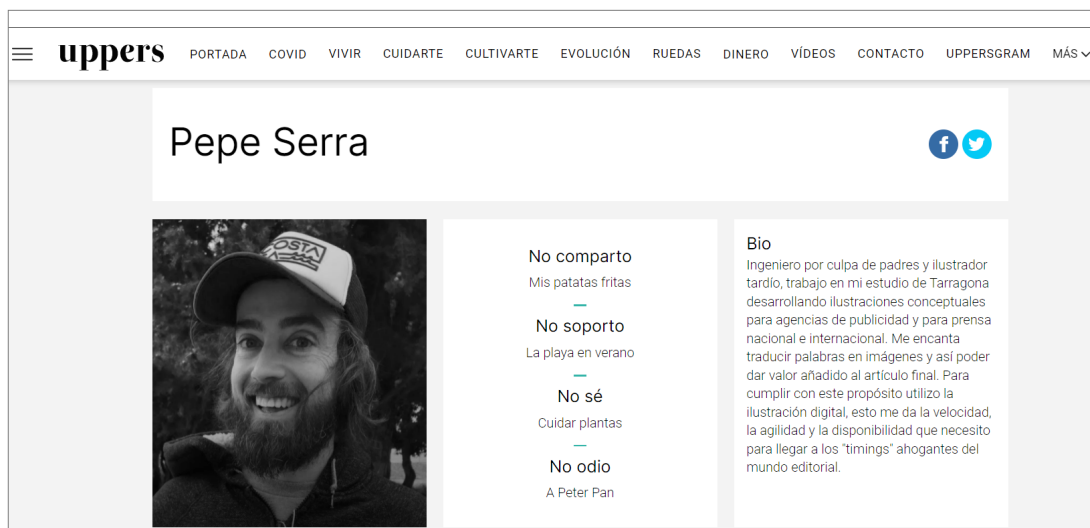 uppers PORTADA COVID VIVIR CUIDARTE CULTIVARTE EVOLUCIÓN RUEDAS DINERO VÍDEOS CONTACTO UPPERSGRAM MÁS
Pepe Serra
COSTA
No comparto
Mis patatas fritas
No soporto
La playa en verano
No sé
Cuidar plantas
No odio
A Peter Pan
Bio
Ingeniero por culpa de padres y ilustrador
tardío, trabajo en mi estudio de Tarragona
desarrollando ilustraciones conceptuales
para agencias de publicidad y para prensa
nacional e internacional. Me encanta
traducir palabras en imágenes y así poder
dar valor añadido al artículo final. Para
cumplir con este propósito utilizo la
ilustración digital, esto me da la velocidad,
la agilidad y la disponibilidad que necesito
para llegar a los "timings" ahogantes del
mundo editorial.